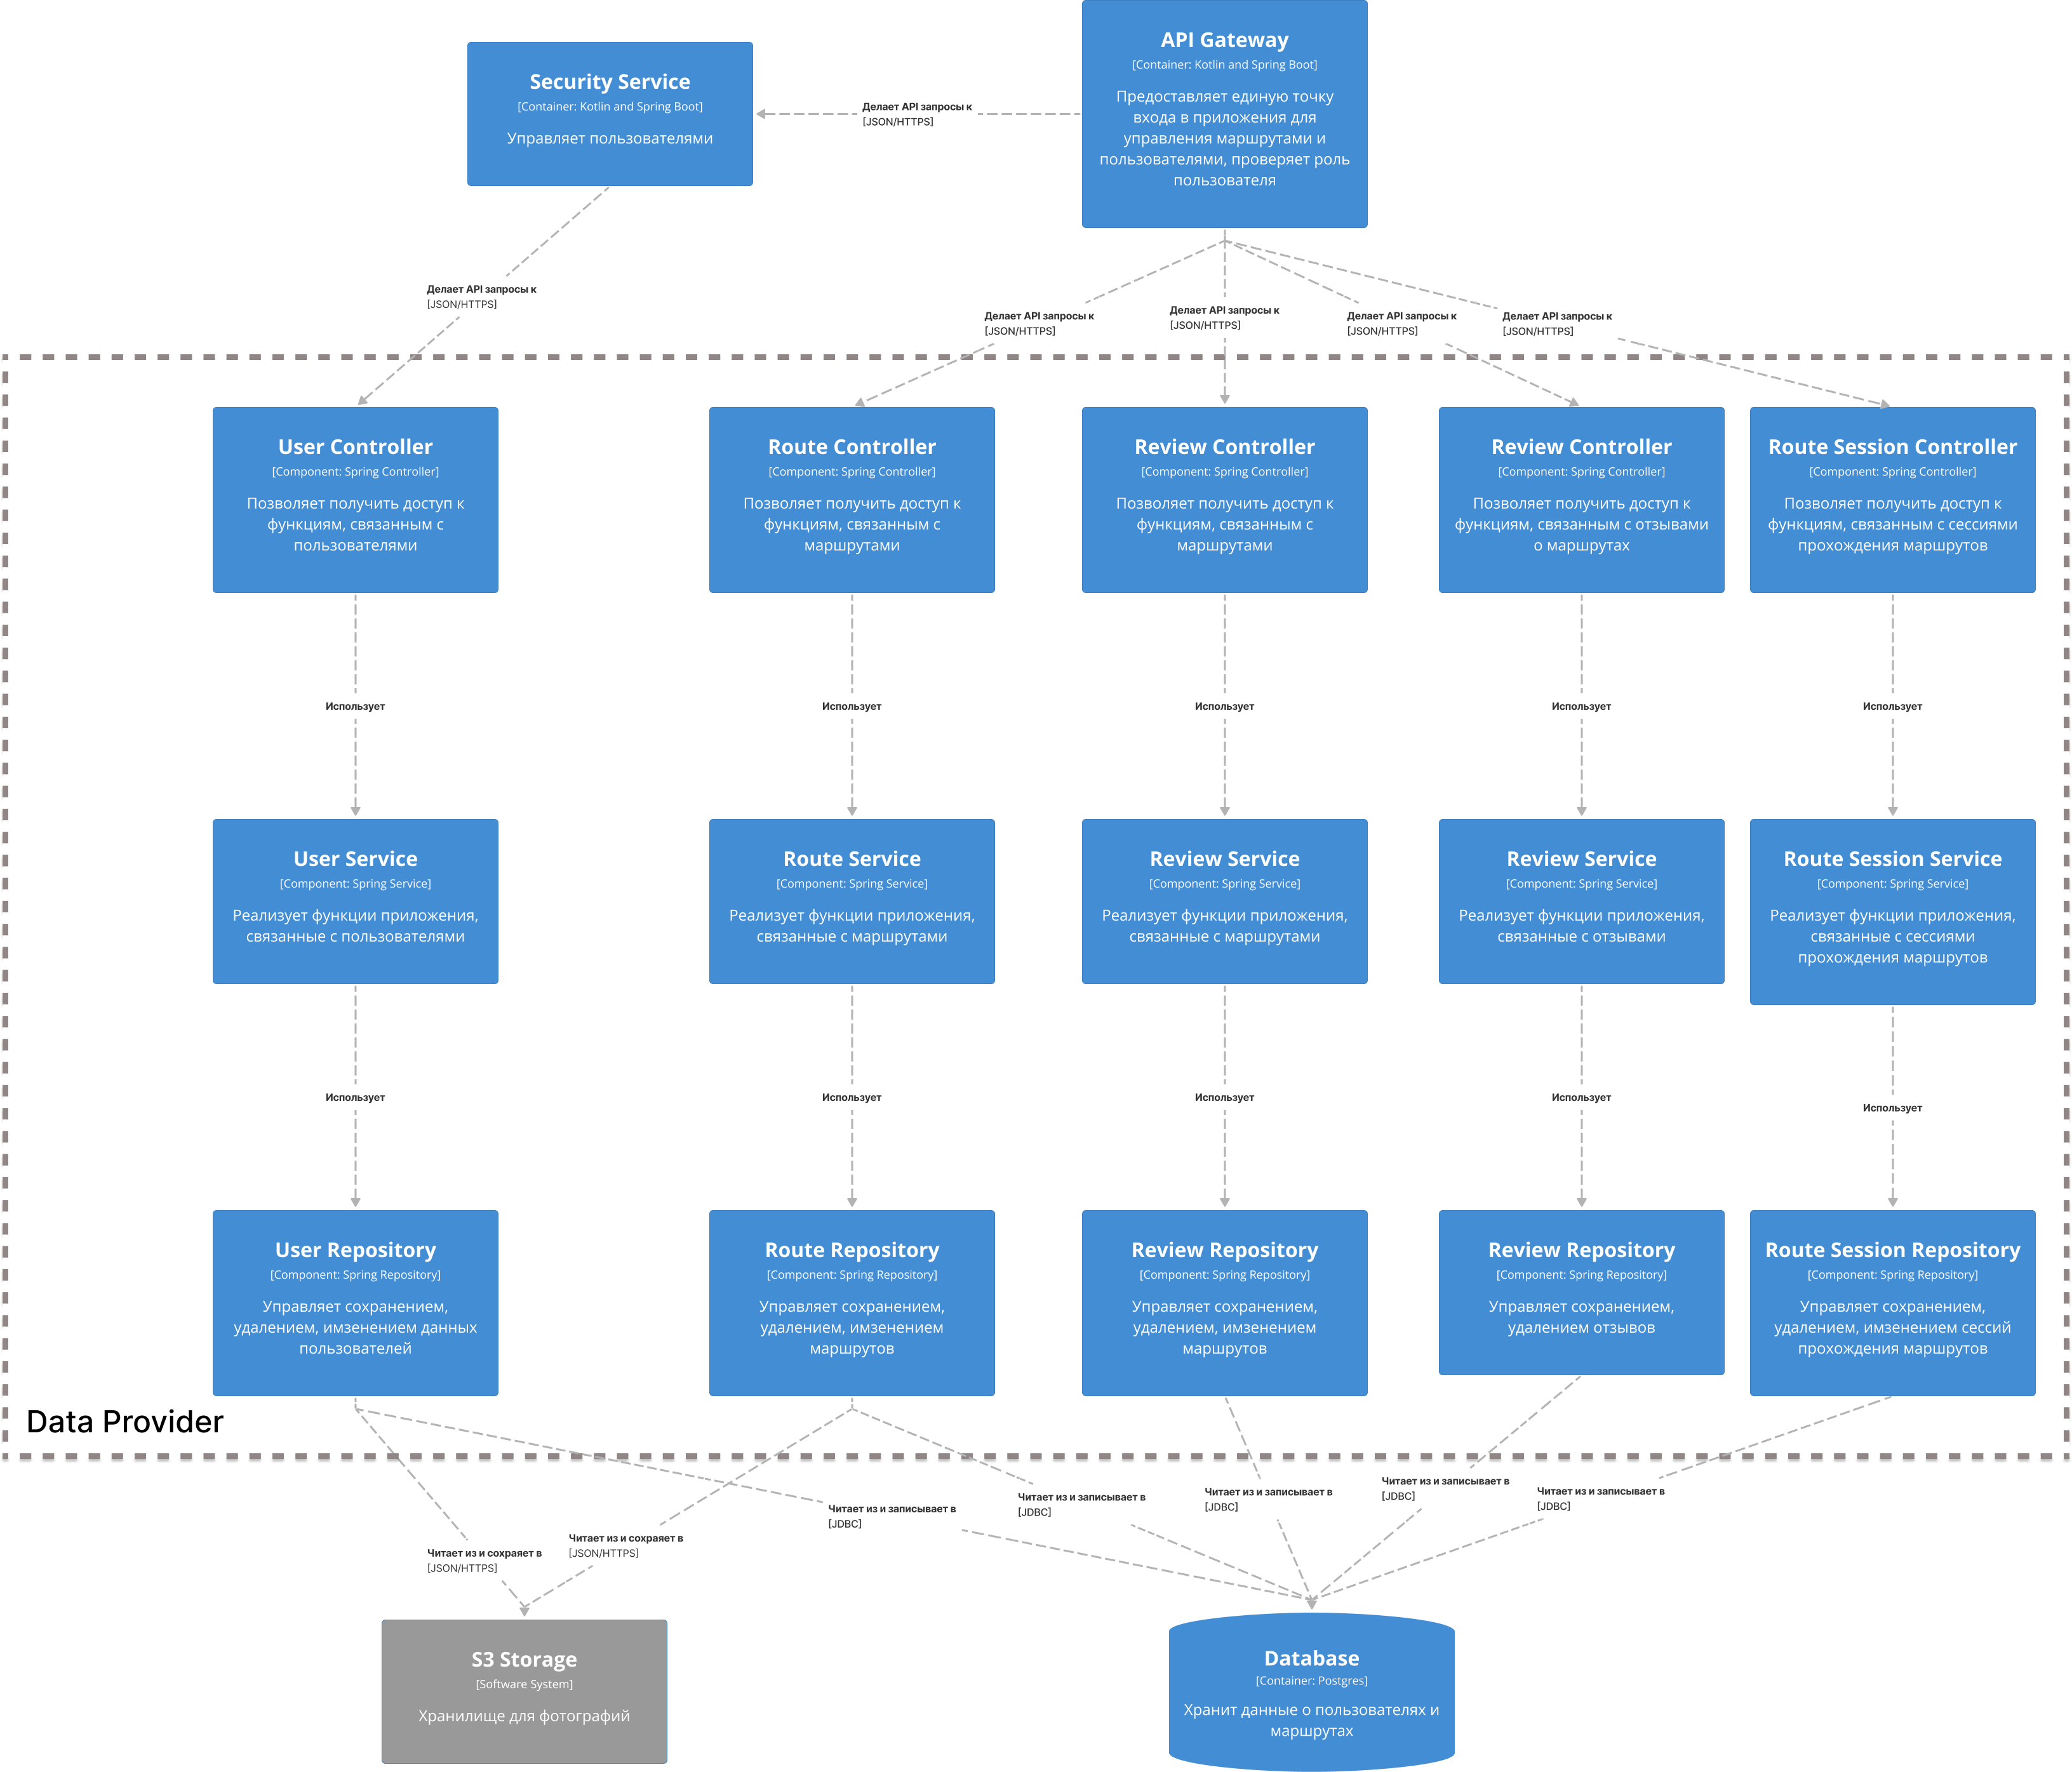 API Gateway
[Container: Kotlin and Spring Boot]
Предоставляет единую точку
входа в приложения для
управления маршрутами и
пользователями, проверяет роль
пользователя
Security Service
[Container: Kotlin and Spring Boot]
Управляет пользователями
Делает API запросы к
[JSON/HTTPS]
Делает API запросы к
[JSON/HTTPS]
Делает API запросы к
[JSON/HTTPS]
Делает API запросы к
[JSON/HTTPS]
Делает API запросы к
[JSON/HTTPS]
Делает API запросы к
[JSON/HTTPS]
User Controller
[Component: Spring Controller]
Позволяет получить доступ к
функциям, связанным с
пользователями
Route Controller
[Component: Spring Controller]
Позволяет получить доступ к
функциям, связанным с
маршрутами
Review Controller
[Component: Spring Controller]
Позволяет получить доступ к
функциям, связанным с
маршрутами
Review Controller
[Component: Spring Controller]
Позволяет получить доступ к
функциям, связанным с отзывами
о маршрутах
Route Session Controller
[Component: Spring Controller]
Позволяет получить доступ к
функциям, связанным с сессиями
прохождения маршрутов
Использует
Использует
Использует
Использует
Использует
User Service
[Component: Spring Service]
Реализует функции приложения,
связанные с пользователями
Route Service
[Component: Spring Service]
Реализует функции приложения,
связанные с маршрутами
Review Service
[Component: Spring Service]
Реализует функции приложения,
связанные с маршрутами
Review Service
[Component: Spring Service]
Реализует функции приложения,
связанные с отзывами
Route Session Service
[Component: Spring Service]
Реализует функции приложения,
связанные с сессиями
прохождения маршрутов
Использует
Использует
Использует
Использует
Использует
User Repository
[Component: Spring Repository]
Управляет сохранением,
удалением, имзенением данных
пользователей
Route Repository
[Component: Spring Repository]
Управляет сохранением,
удалением, имзенением
маршрутов
Review Repository
[Component: Spring Repository]
Управляет сохранением,
удалением, имзенением
маршрутов
Review Repository
[Component: Spring Repository]
Управляет сохранением,
удалением отзывов
Route Session Repository
[Component: Spring Repository]
Управляет сохранением,
удалением, имзенением сессий
прохождения маршрутов
Data Provider
Читает из и сохраяет в
[JSON/HTTPS]
Читает из и сохраяет в
[JSON/HTTPS]
Читает из и записывает в
[JDBC]
Читает из и записывает в
[JDBC]
Читает из и записывает в
[JDBC]
Читает из и записывает в
[JDBC]
Читает из и записывает в
[JDBC]
S3 Storage
[Software System]
Хранилище для фотографий
Database
[Container: Postgres]
Хранит данные о пользователях и
маршрутах